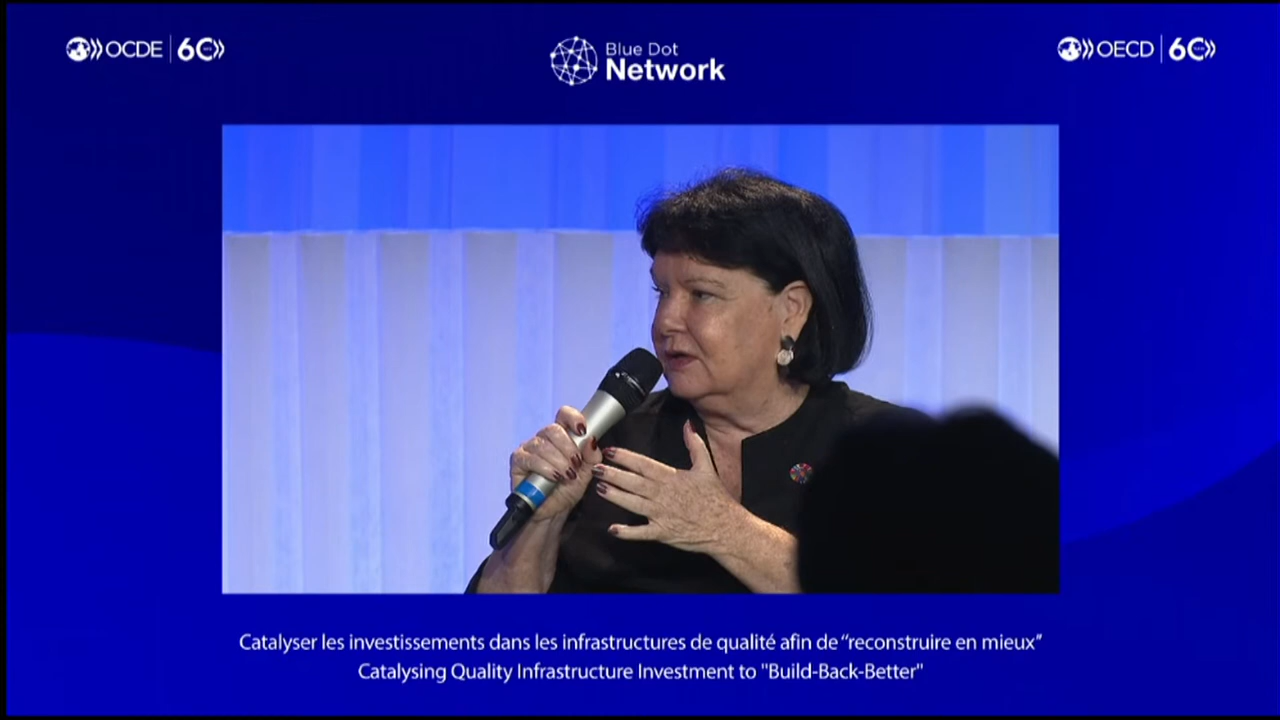 OCDE 60
Blue Dot
Network
OECD 60
Catalyser les investissements dans les infrastructures de qualité afin de “reconstruire en mieux”
Catalysing Quality Infrastructure Investment to "Build-Back-Better"